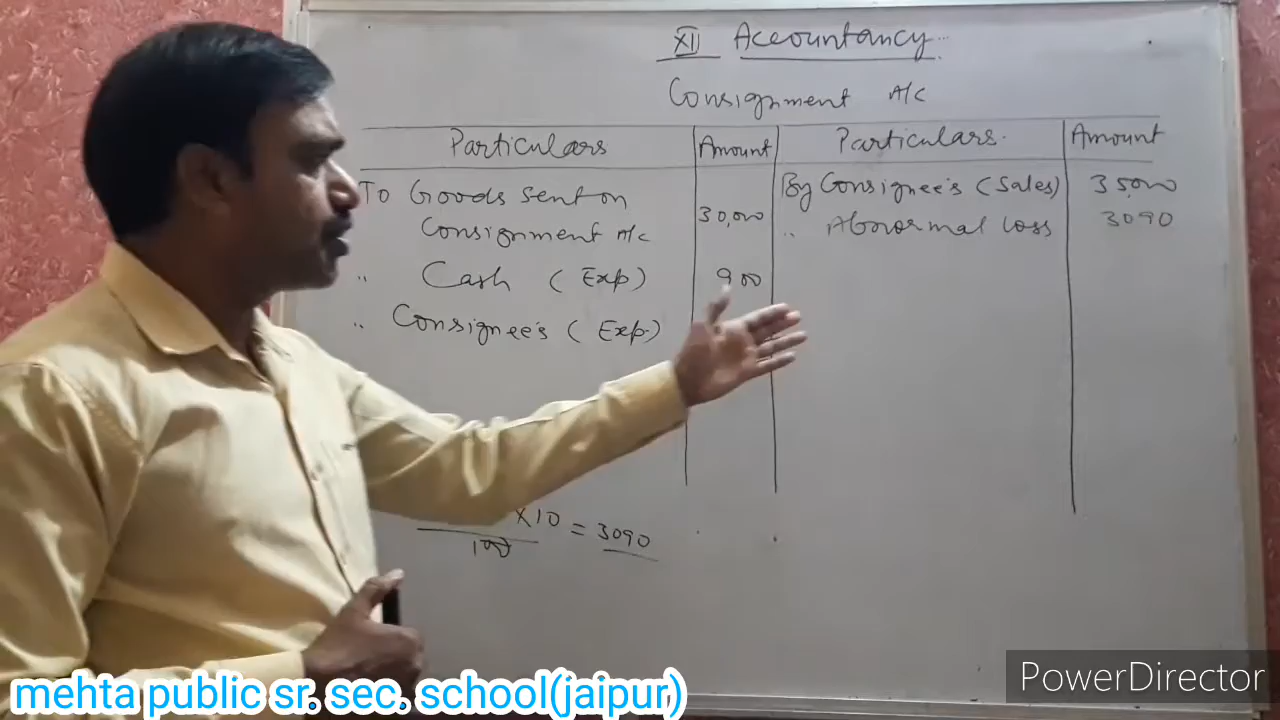 XII Accountancy
Consignment A/c
Particulars Amount Particulars. Amount
To Goods sent on By Consignee's (Sales) 35,000
Consignment A/c 30,000 " Abnormal loss 3090
" Cash (Exp) 900
" Consignee's (Exp.)
X10 = 3090
100
PowerDirector
mehta public sr. sec. school(jaipur)